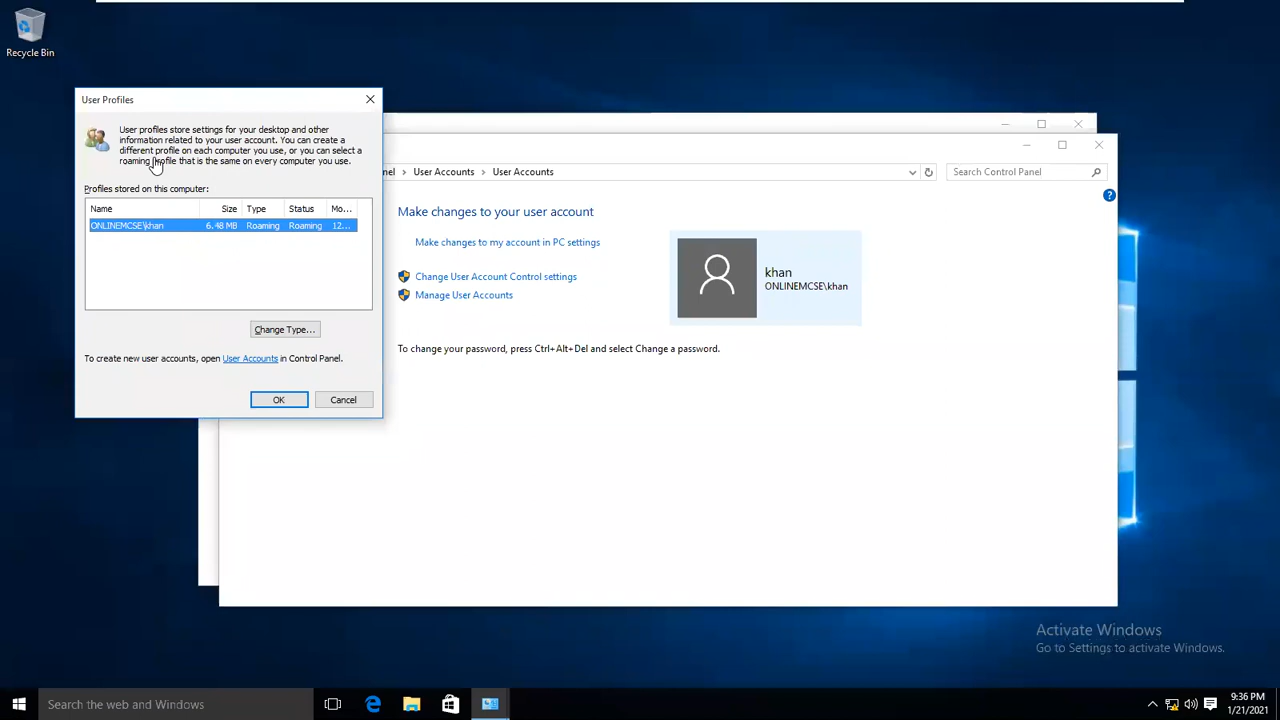 Recycle Bin
User Profiles
User profiles store settings for your desktop and other
information related to your user account. You can create a
different profile on each computer you use, or you can select a
roaming profile that is the same on every computer you use.
Profiles stored on this computer:
Name Size Type Status Mo...
ONLINEMCSE\khan 6.48 MB Roaming Roaming 12...
Change Type...
To create new user accounts, open User Accounts in Control Panel.
OK Cancel
nel > User Accounts > User Accounts
Search Control Panel
Make changes to your user account
Make changes to my account in PC settings
Change User Account Control settings
Manage User Accounts
khan
ONLINEMCSE\khan
To change your password, press Ctrl+Alt+Del and select Change a password.
Activate Windows
Go to Settings to activate Windows.
Search the web and Windows
9:36 PM
1/21/2021